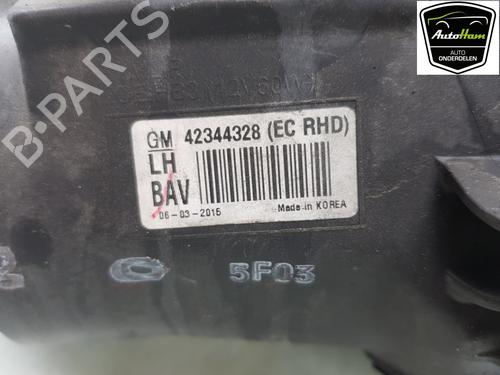 AutoHam
AUTO
ONDERDELEN
GM 42344328 (EC RHD)
LH
BAV
06-03-2015
Made in KOREA
5F03
B-PARTS